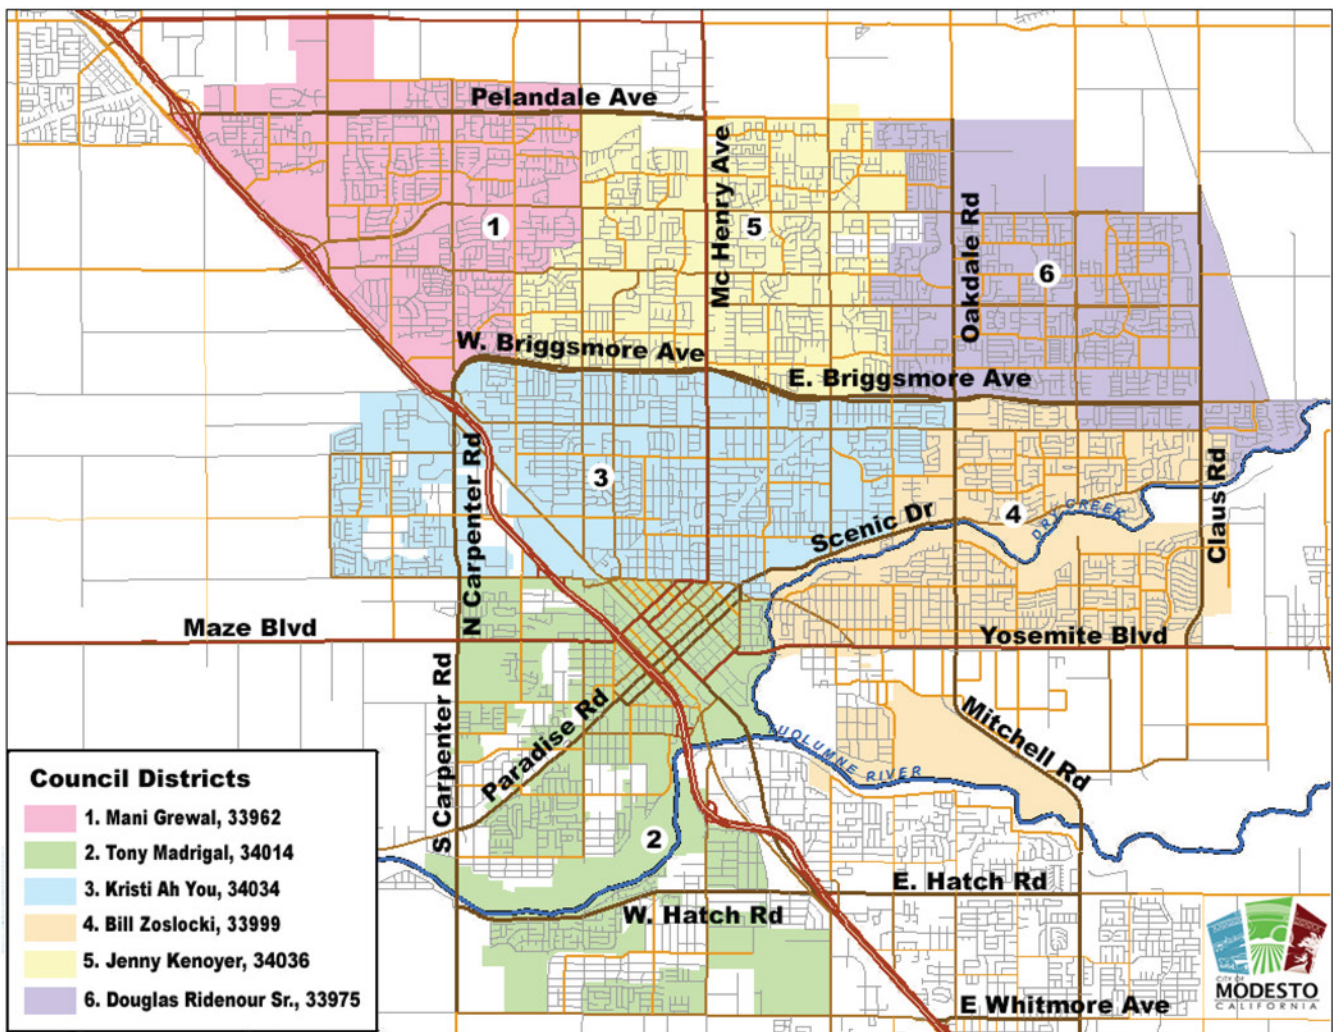 Pelandale Ave
Mc Henry Ave
1
5
Oakdale Rd
6
W. Briggsmore Ave
E. Briggsmore Ave
N Carpenter Rd
3
Scenic Dr
4
DRY CREEK
Claus Rd
Maze Blvd
Yosemite Blvd
S Carpenter Rd
Paradise Rd
Mitchell Rd
TUOLUMNE RIVER
2
E. Hatch Rd
W. Hatch Rd
E Whitmore Ave
Council Districts
1. Mani Grewal, 33962
2. Tony Madrigal, 34014
3. Kristi Ah You, 34034
4. Bill Zoslocki, 33999
5. Jenny Kenoyer, 34036
6. Douglas Ridenour Sr., 33975
CITY OF
MODESTO
CALIFORNIA